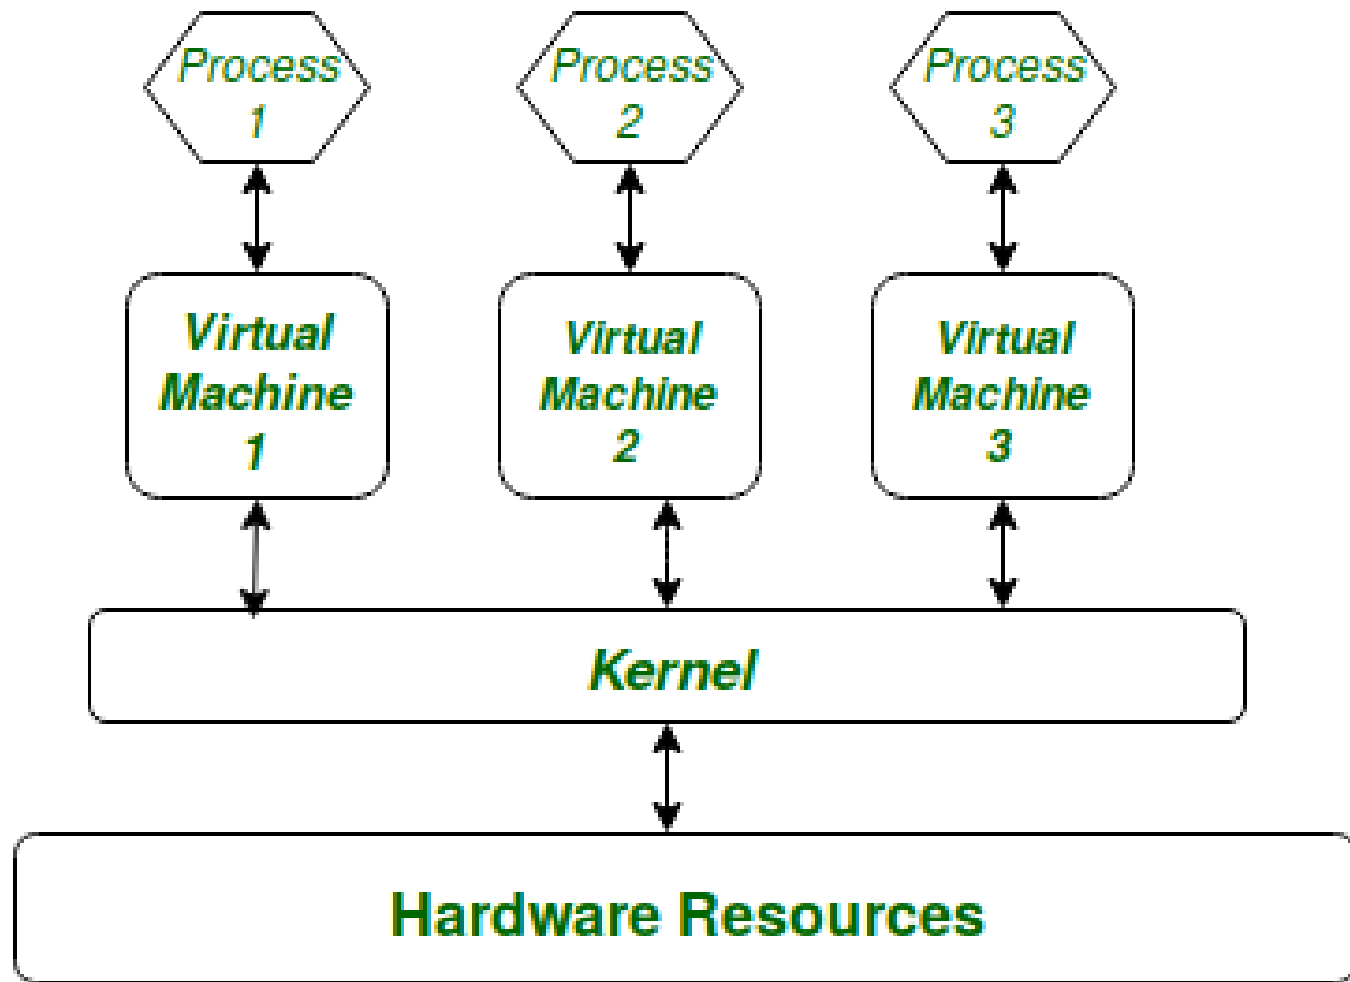 Process
1
Process
2
Process
3
Virtual
Machine
1
Virtual
Machine
2
Virtual
Machine
3
Kernel
Hardware Resources